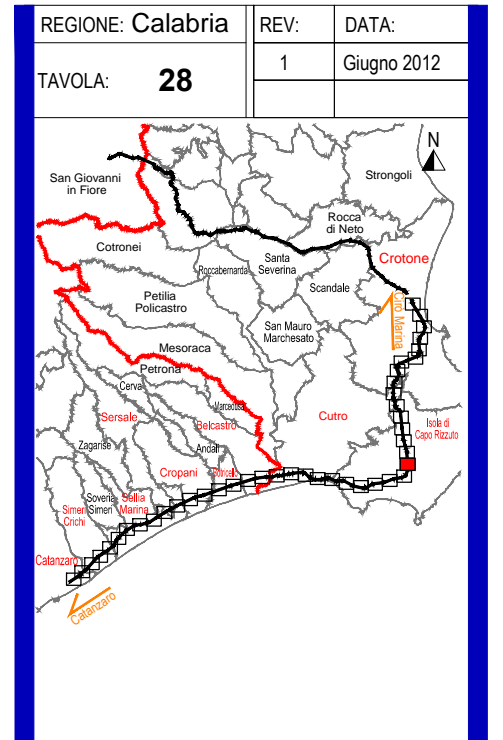 REGIONE: Calabria
REV:
DATA:
TAVOLA: 28
1
Giugno 2012
N
San Giovanni
in Fiore
Strongoli
Rocca
di Neto
Cotronei
Santa
Severina
Crotone
Roccabernarda
Scandale
Petilia
Policastro
Cirò Marina
San Mauro
Marchesato
Mesoraca
Petrona
Cerva
Marcedusa
Sersale
Belcastro
Cutro
Isola di
Capo Rizzuto
Andali
Zagarise
Cropani
Botricello
Soveria
Simeri
Sellia
Marina
Simeri
Crichi
Catanzaro
Catanzaro